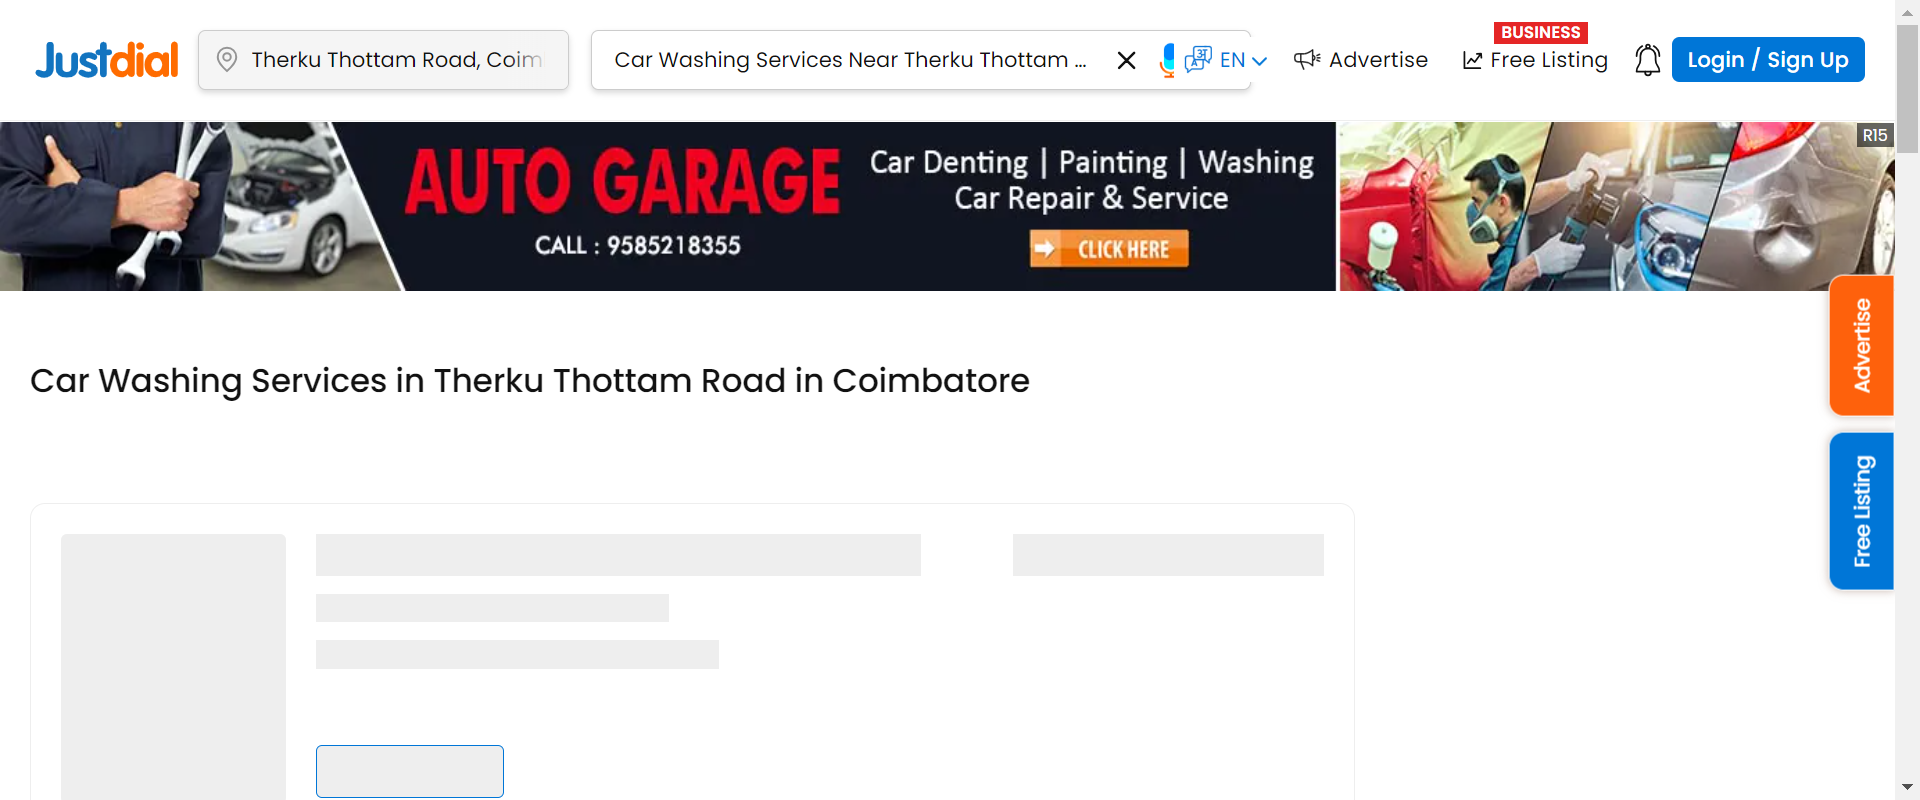 Justdial
Therku Thottam Road, Coim
Car Washing Services Near Therku Thottam ...
EN
Advertise
BUSINESS
Free Listing
Login / Sign Up
AUTO GARAGE
CALL : 9585218355
Car Denting | Painting | Washing
Car Repair & Service
CLICK HERE
R15
Advertise
Free Listing
Car Washing Services in Therku Thottam Road in Coimbatore